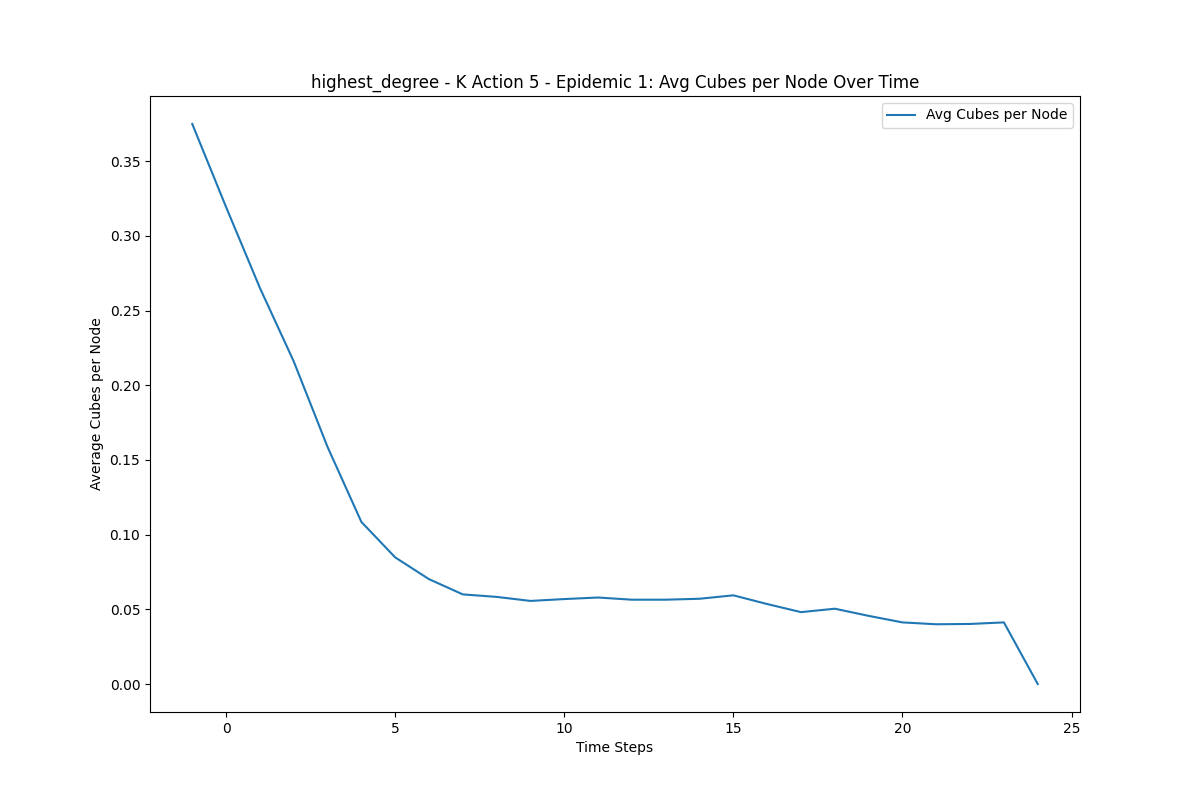 highest_degree - K Action 5 - Epidemic 1: Avg Cubes per Node Over Time
Avg Cubes per Node
0.35
0.30
0.25
0.20
0.15
0.10
0.05
0.00
Average Cubes per Node
0 5 10 15 20 25
Time Steps